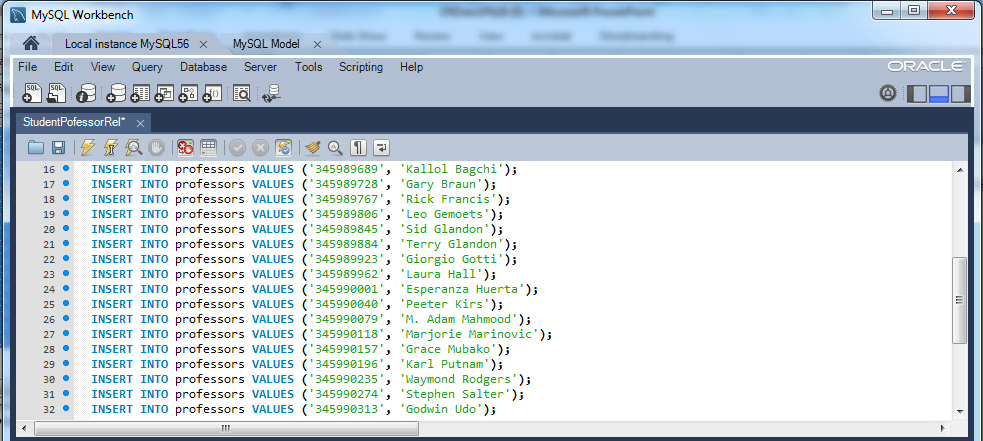 MySQL Workbench
Local instance MySQL56 MySQL Model
File Edit View Query Database Server Tools Scripting Help
ORACLE
StudentPofessorRel*
16 INSERT INTO professors VALUES ('345989689', 'Kallol Bagchi');
17 INSERT INTO professors VALUES ('345989728', 'Gary Braun');
18 INSERT INTO professors VALUES ('345989767', 'Rick Francis');
19 INSERT INTO professors VALUES ('345989806', 'Leo Gemoets');
20 INSERT INTO professors VALUES ('345989845', 'Sid Glandon');
21 INSERT INTO professors VALUES ('345989884', 'Terry Glandon');
22 INSERT INTO professors VALUES ('345989923', 'Giorgio Gotti');
23 INSERT INTO professors VALUES ('345989962', 'Laura Hall');
24 INSERT INTO professors VALUES ('345990001', 'Esperanza Huerta');
25 INSERT INTO professors VALUES ('345990040', 'Peeter Kirs');
26 INSERT INTO professors VALUES ('345990079', 'M. Adam Mahmood');
27 INSERT INTO professors VALUES ('345990118', 'Marjorie Marinovic');
28 INSERT INTO professors VALUES ('345990157', 'Grace Mubako');
29 INSERT INTO professors VALUES ('345990196', 'Karl Putnam');
30 INSERT INTO professors VALUES ('345990235', 'Waymond Rodgers');
31 INSERT INTO professors VALUES ('345990274', 'Stephen Salter');
32 INSERT INTO professors VALUES ('345990313', 'Godwin Udo');